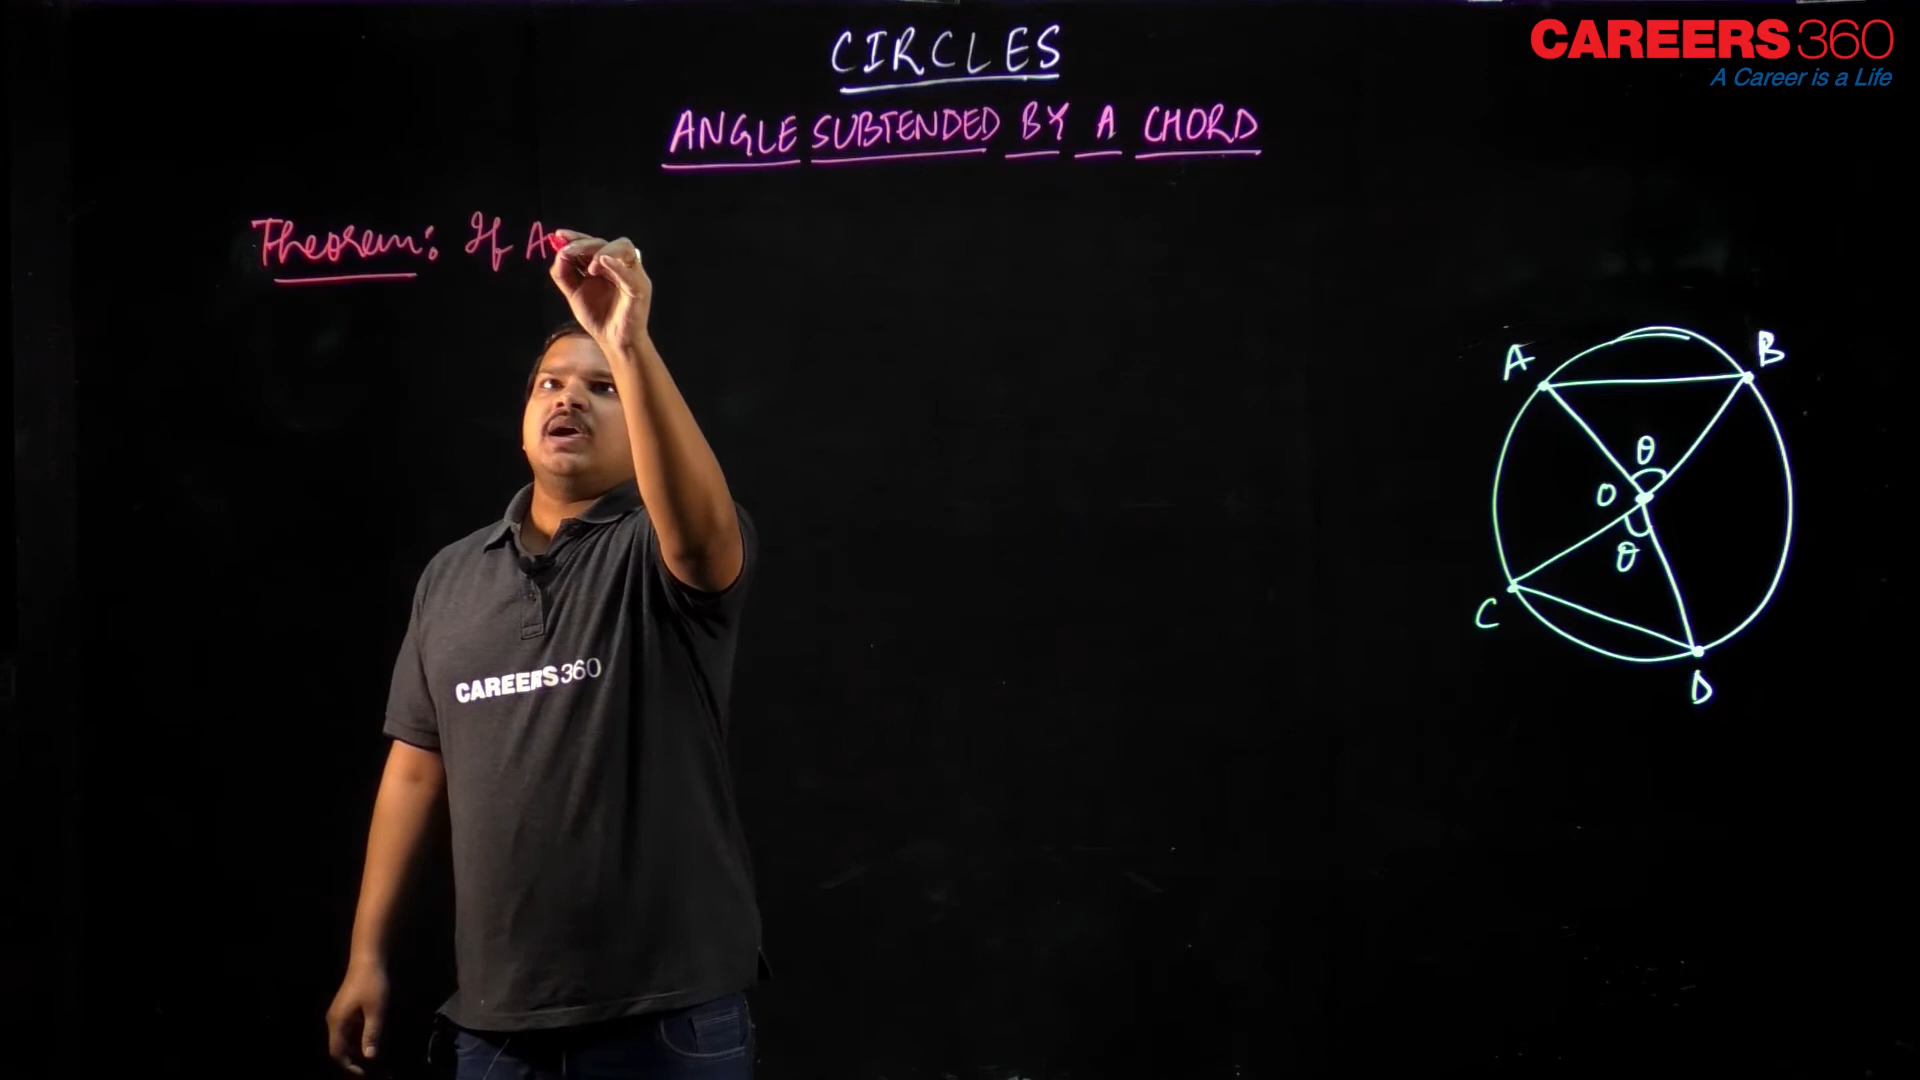 CAREERS360
A Career is a Life
CIRCLES
ANGLE SUBTENDED BY A CHORD
Theorem: If A
A
B
θ
O
θ
C
D
CAREERS360